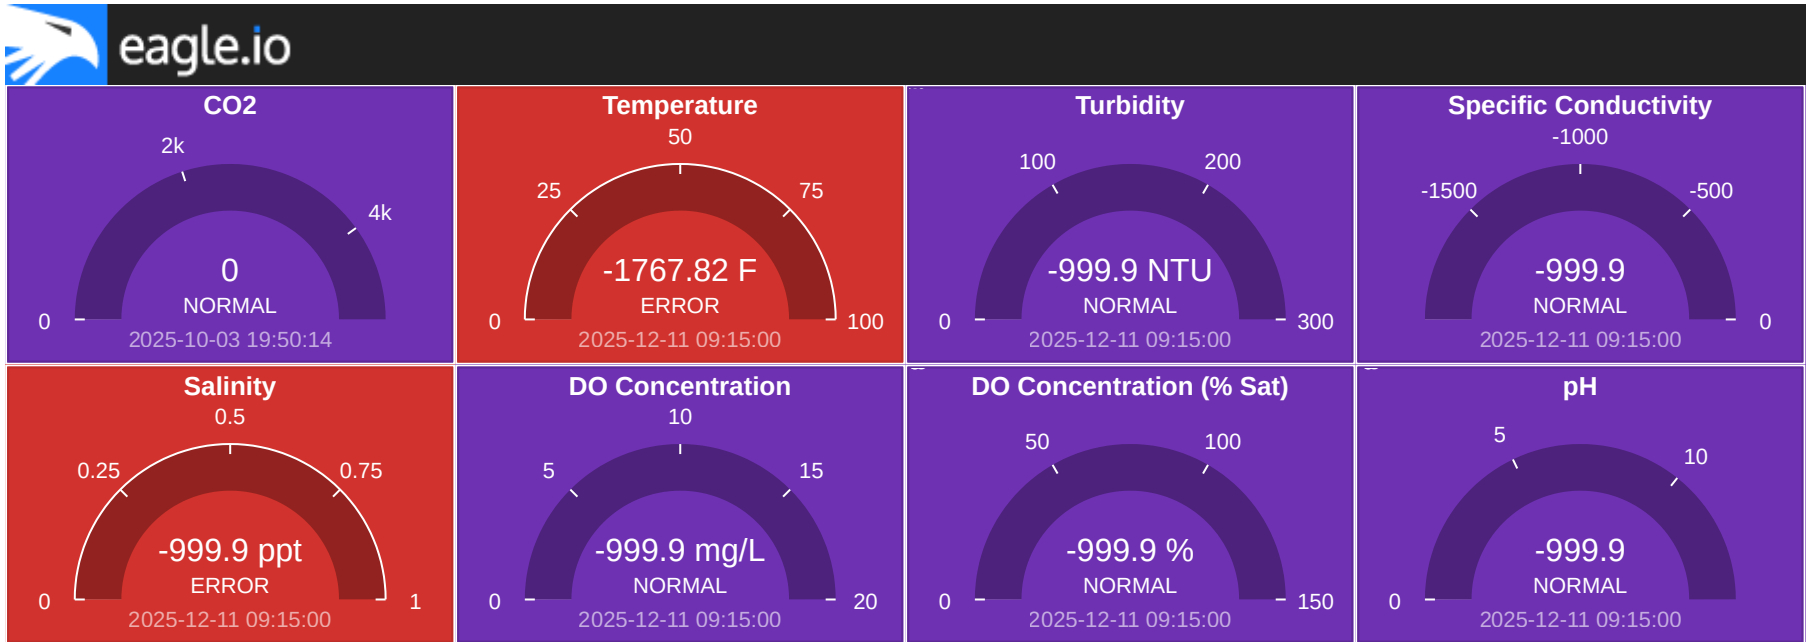 eagle.io
CO2
2k
4k
0
0
NORMAL
2025-10-03 19:50:14
Temperature
50
25
75
-1767.82 F
ERROR
0
100
2025-12-11 09:15:00
Turbidity
100
200
-999.9 NTU
NORMAL
0
300
2025-12-11 09:15:00
Specific Conductivity
-1000
-1500
-500
-999.9
NORMAL
0
2025-12-11 09:15:00
Salinity
0.5
0.25
0.75
-999.9 ppt
ERROR
0
1
2025-12-11 09:15:00
DO Concentration
10
5
15
-999.9 mg/L
NORMAL
0
20
2025-12-11 09:15:00
DO Concentration (% Sat)
50
100
-999.9 %
NORMAL
0
150
2025-12-11 09:15:00
pH
5
10
-999.9
NORMAL
0
2025-12-11 09:15:00